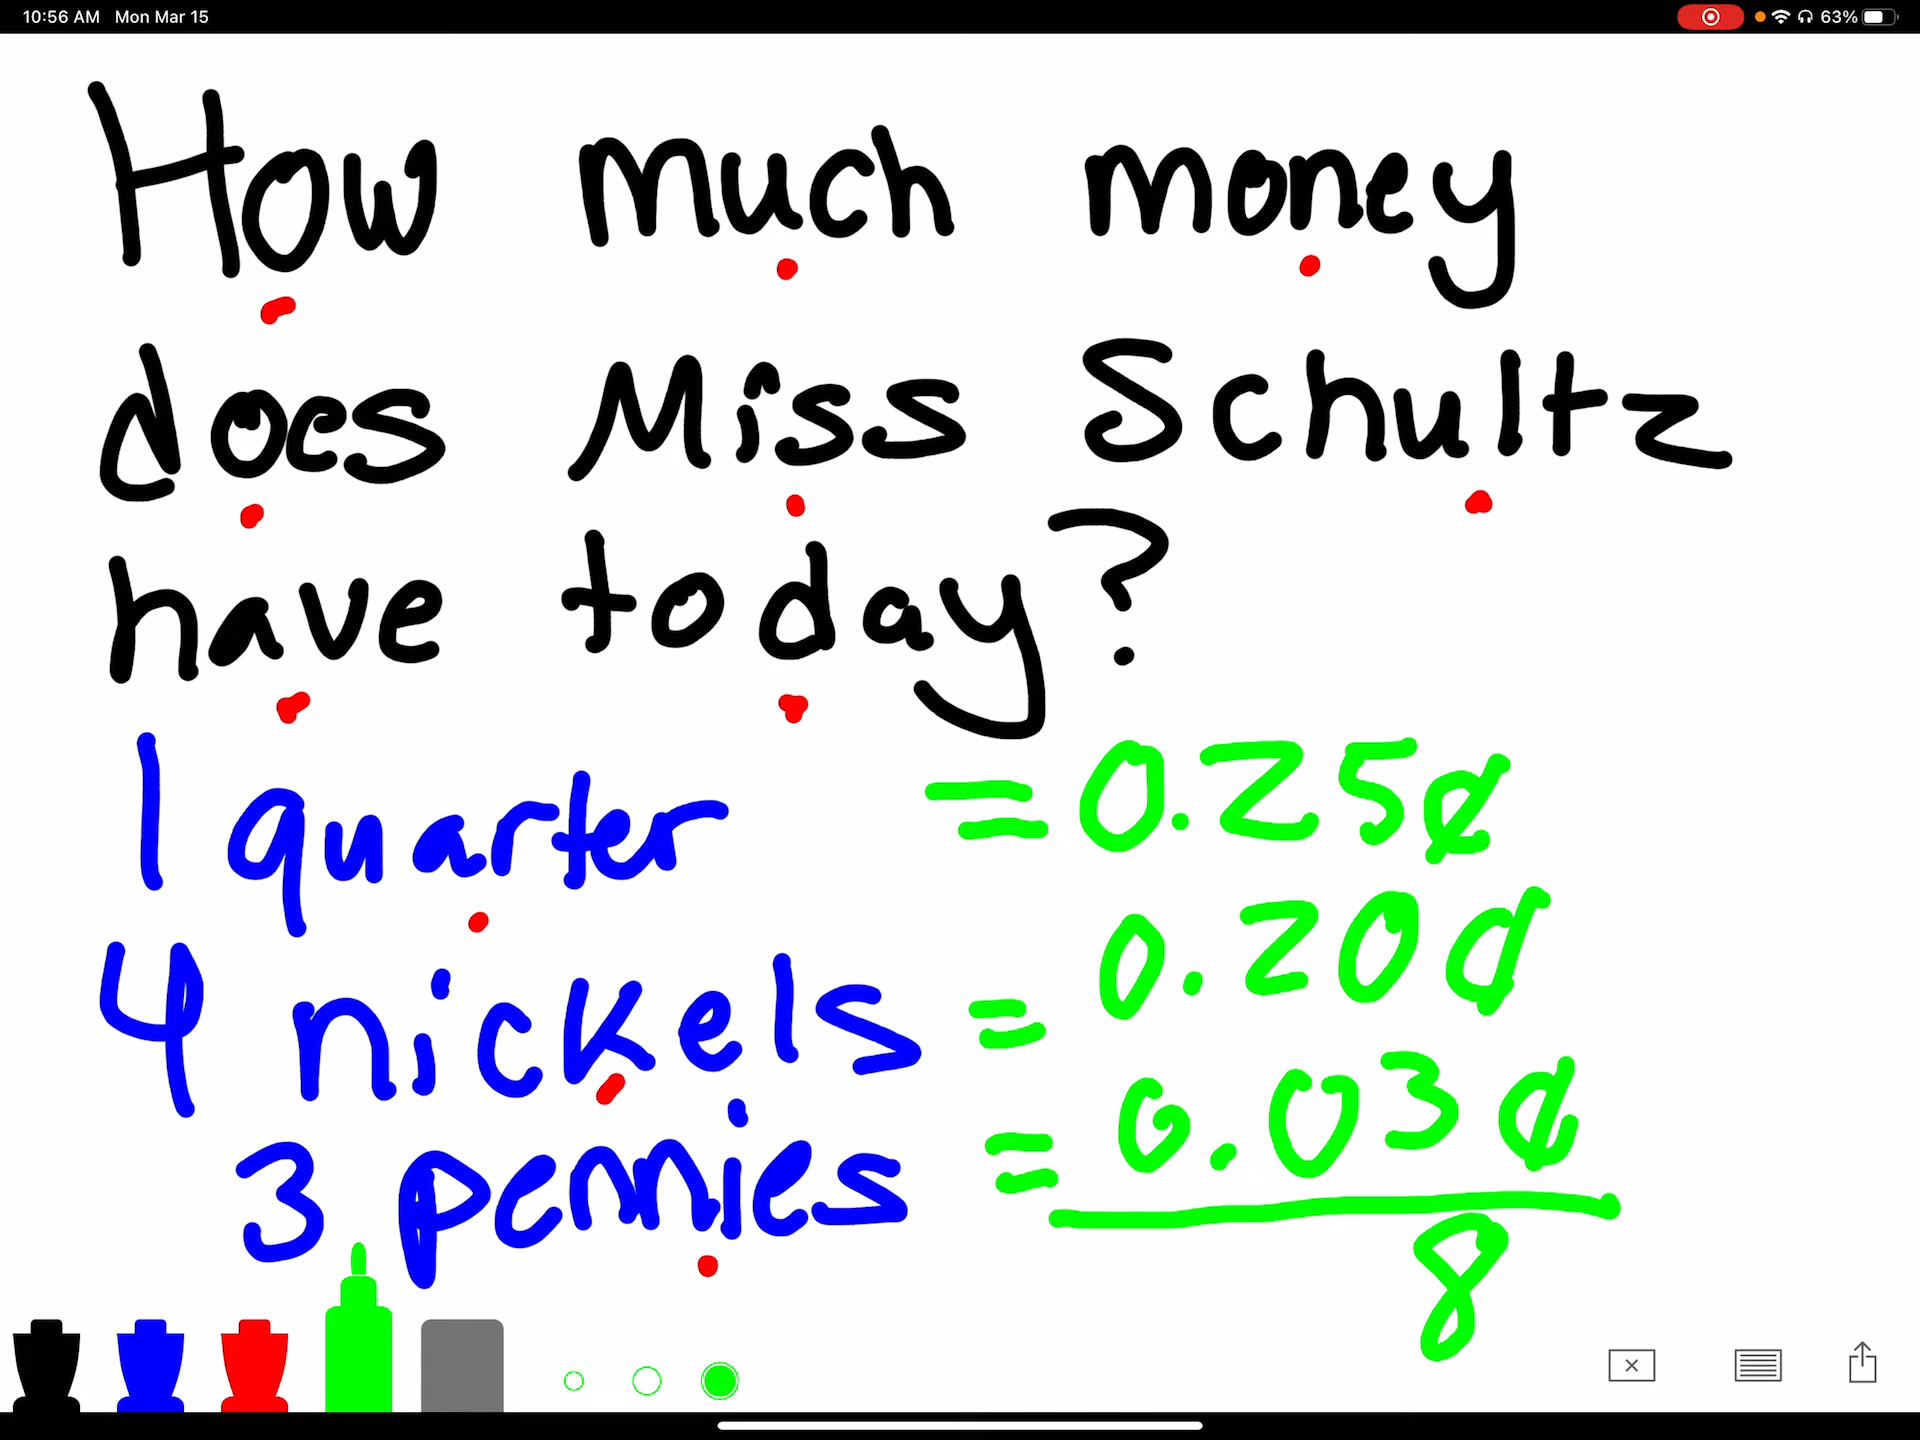 10:56 AM Mon Mar 15 63%
How much money
does Miss Schultz
have today?
1 quarter = 0.25¢
4 nickels = 0.20¢
3 pennies = 0.03¢
8